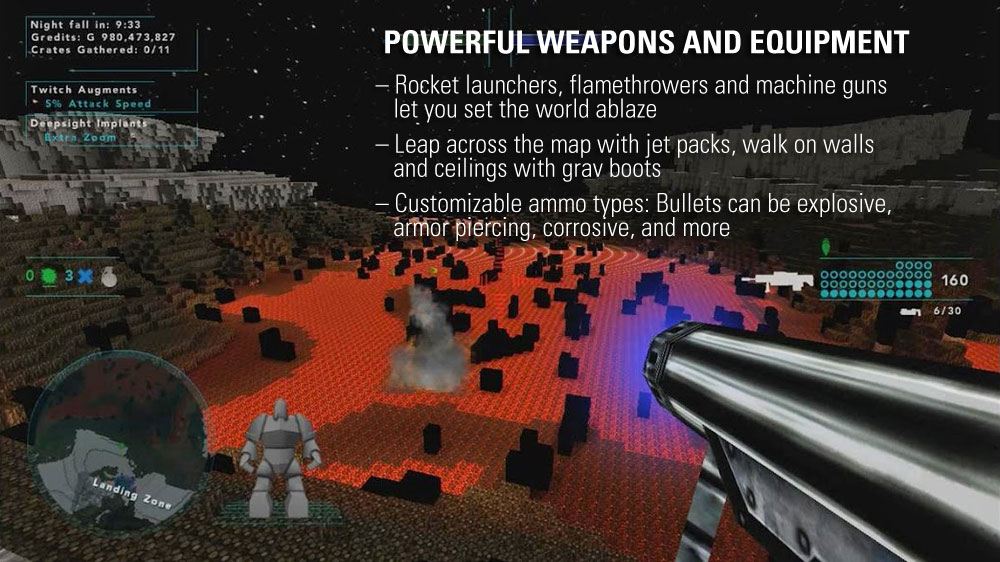 Night fall in: 9:33
Gredits: G 980,473,827
Crates Gathered: 0/11
Twitch Augments
5% Attack Speed
Deepsight Implants
Extra Zoom
POWERFUL WEAPONS AND EQUIPMENT
– Rocket launchers, flamethrowers and machine guns
let you set the world ablaze
– Leap across the map with jet packs, walk on walls
and ceilings with grav boots
– Customizable ammo types: Bullets can be explosive,
armor piercing, corrosive, and more
0 3
160
6/30
Landing Zone